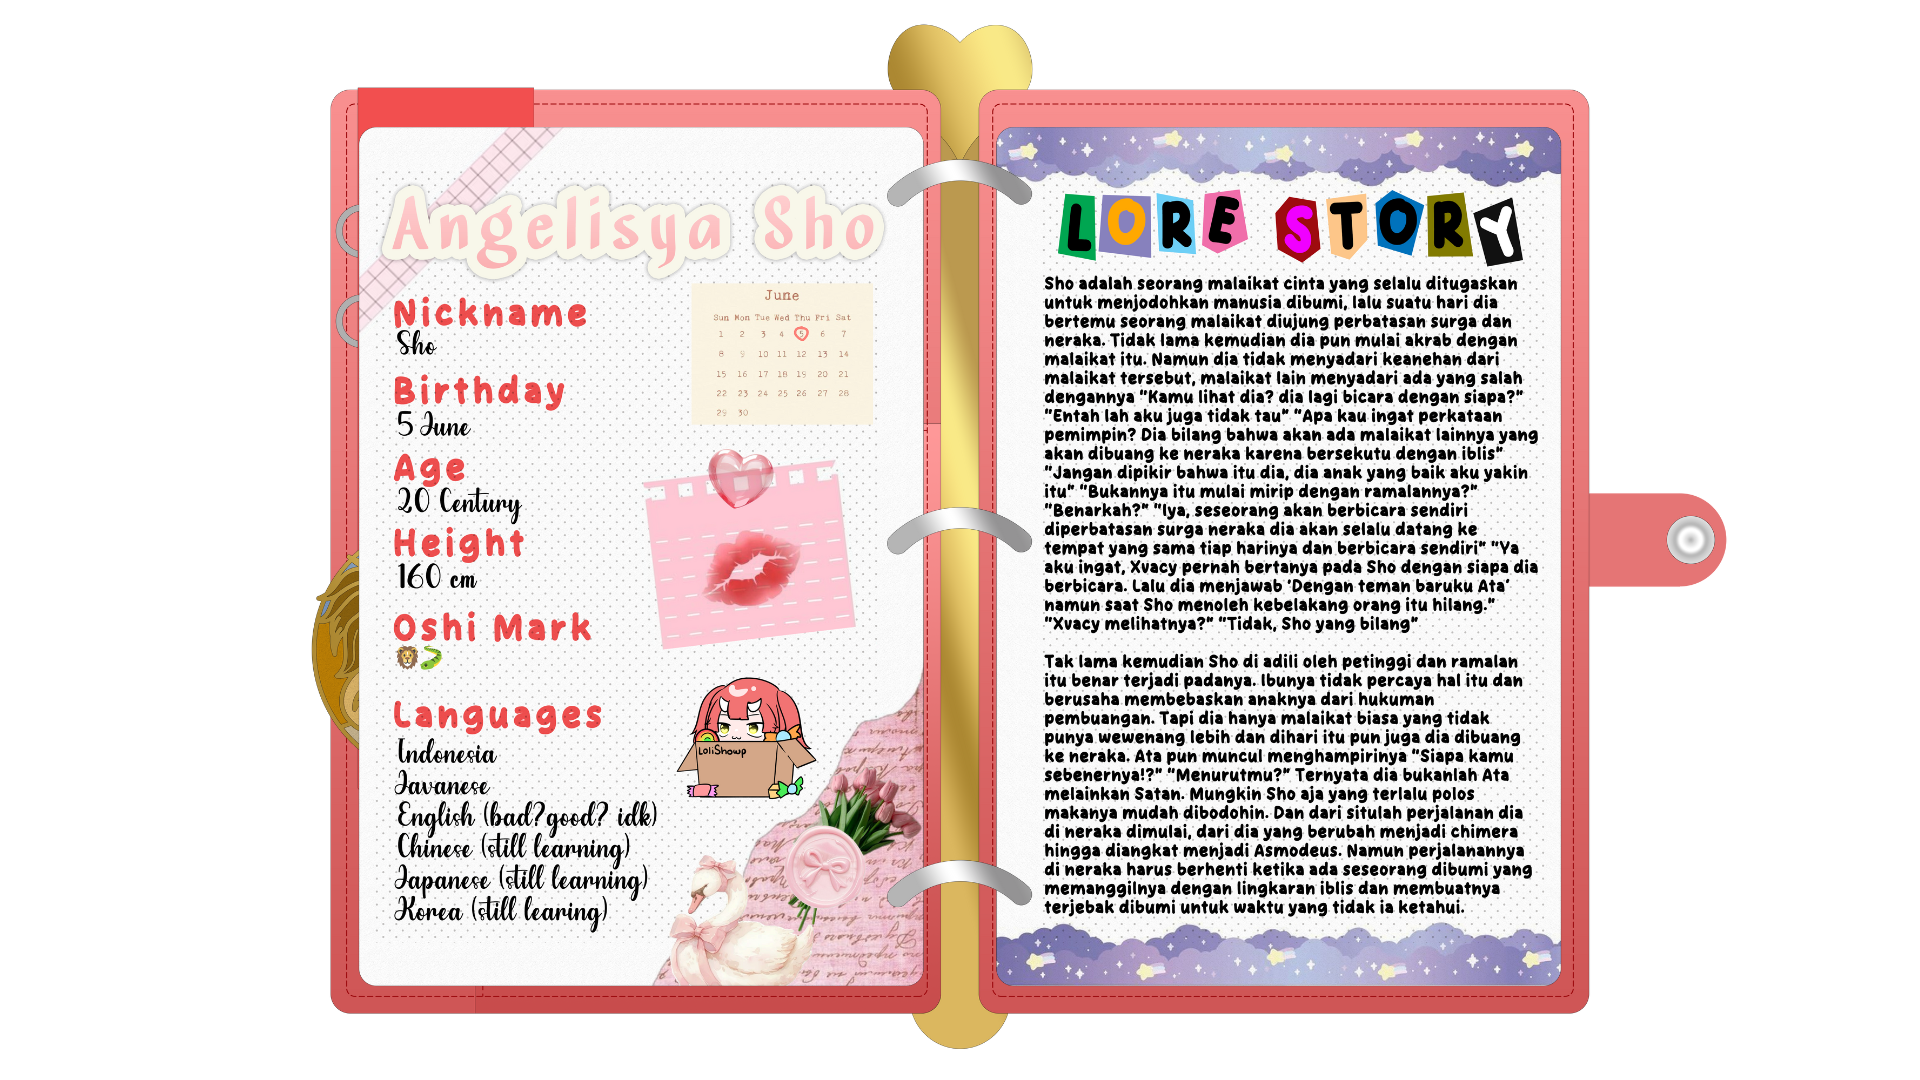 Angelisya Sho
Nickname
Sho
Birthday
5 June
Age
20 Century
Height
160 cm
Oshi Mark
Languages
Indonesia
Javanese
English (bad?good? idk)
Chinese (still learning)
Japanese (still learning)
Korea (still learing)
June
Sun Mon Tue Wed Thu Fri Sat
1 2 3 4 5 6 7
8 9 10 11 12 13 14
15 16 17 18 19 20 21
22 23 24 25 26 27 28
29 30
LoliShowp
LORE STORY
Sho adalah seorang malaikat cinta yang selalu ditugaskan
untuk menjodohkan manusia dibumi, lalu suatu hari dia
bertemu seorang malaikat diujung perbatasan surga dan
neraka. Tidak lama kemudian dia pun mulai akrab dengan
malaikat itu. Namun dia tidak menyadari keanehan dari
malaikat tersebut, malaikat lain menyadari ada yang salah
dengannya "Kamu lihat dia? dia lagi bicara dengan siapa?"
"Entah lah aku juga tidak tau" "Apa kau ingat perkataan
pemimpin? Dia bilang bahwa akan ada malaikat lainnya yang
akan dibuang ke neraka karena bersekutu dengan iblis"
"Jangan dipikir bahwa itu dia, dia anak yang baik aku yakin
itu" "Bukannya itu mulai mirip dengan ramalannya?"
"Benarkah?" "Iya, seseorang akan berbicara sendiri
diperbatasan surga neraka dia akan selalu datang ke
tempat yang sama tiap harinya dan berbicara sendiri" "Ya
aku ingat, Xvacy pernah bertanya pada Sho dengan siapa dia
berbicara. Lalu dia menjawab 'Dengan teman baruku Ata'
namun saat Sho menoleh kebelakang orang itu hilang."
"Xvacy melihatnya?" "Tidak, Sho yang bilang"
Tak lama kemudian Sho di adili oleh petinggi dan ramalan
itu benar terjadi padanya. Ibunya tidak percaya hal itu dan
berusaha membebaskan anaknya dari hukuman
pembuangan. Tapi dia hanya malaikat biasa yang tidak
punya wewenang lebih dan dihari itu pun juga dia dibuang
ke neraka. Ata pun muncul menghampirinya "Siapa kamu
sebenernya!?" "Menurutmu?" Ternyata dia bukanlah Ata
melainkan Satan. Mungkin Sho aja yang terlalu polos
makanya mudah dibodohin. Dan dari situlah perjalanan dia
di neraka dimulai, dari dia yang berubah menjadi chimera
hingga diangkat menjadi Asmodeus. Namun perjalanannya
di neraka harus berhenti ketika ada seseorang dibumi yang
memanggilnya dengan lingkaran iblis dan membuatnya
terjebak dibumi untuk waktu yang tidak ia ketahui.